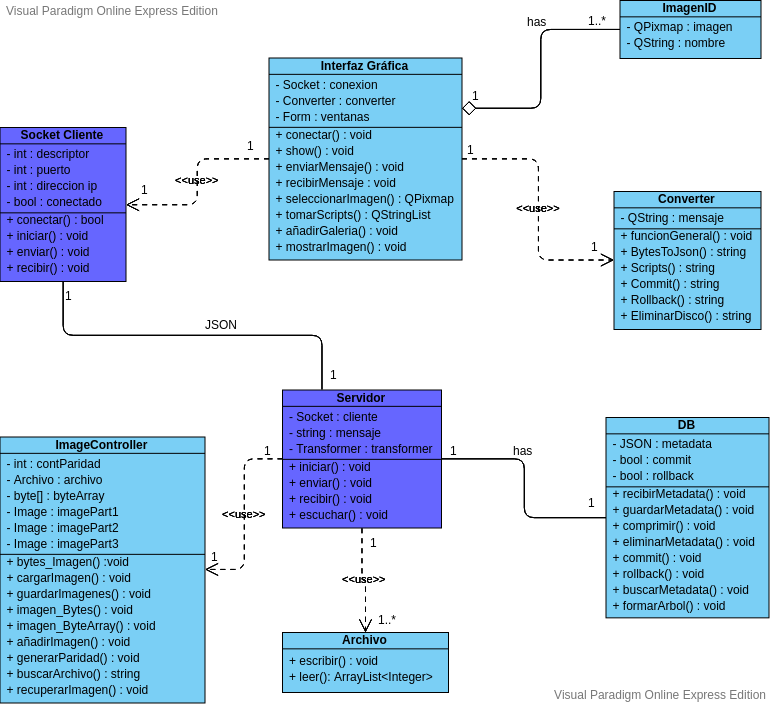 Visual Paradigm Online Express Edition
ImagenID
- QPixmap : imagen
- QString : nombre
has
1..*
1
Interfaz Gráfica
- Socket : conexion
- Converter : converter
- Form : ventanas
+ conectar() : void
+ show() : void
+ enviarMensaje() : void
+ recibirMensaje : void
+ seleccionarImagen() : QPixmap
+ tomarScripts() : QStringList
+ añadirGaleria() : void
+ mostrarImagen() : void
1
<<use>>
1
Socket Cliente
- int : descriptor
- int : puerto
- int : direccion ip
- bool : conectado
+ conectar() : bool
+ iniciar() : void
+ enviar() : void
+ recibir() : void
1
<<use>>
1
Converter
- QString : mensaje
+ funcionGeneral() : void
+ BytesToJson() : string
+ Scripts() : string
+ Commit() : string
+ Rollback() : string
+ EliminarDisco() : string
1
JSON
1
Servidor
- Socket : cliente
- string : mensaje
- Transformer : transformer
+ iniciar() : void
+ enviar() : void
+ recibir() : void
+ escuchar() : void
1
has
1
DB
- JSON : metadata
- bool : commit
- bool : rollback
+ recibirMetadata() : void
+ guardarMetadata() : void
+ comprimir() : void
+ eliminarMetadata() : void
+ commit() : void
+ rollback() : void
+ buscarMetadata() : void
+ formarArbol() : void
1
<<use>>
1
ImageController
- int : contParidad
- Archivo : archivo
- byte[] : byteArray
- Image : imagePart1
- Image : imagePart2
- Image : imagePart3
+ bytes_Imagen() :void
+ cargarImagen() : void
+ guardarImagenes() : void
+ imagen_Bytes() : void
+ imagen_ByteArray() : void
+ añadirImagen() : void
+ generarParidad() : void
+ buscarArchivo() : string
+ recuperarImagen() : void
1
<<use>>
1..*
Archivo
+ escribir() : void
+ leer(): ArrayList<Integer>
Visual Paradigm Online Express Edition